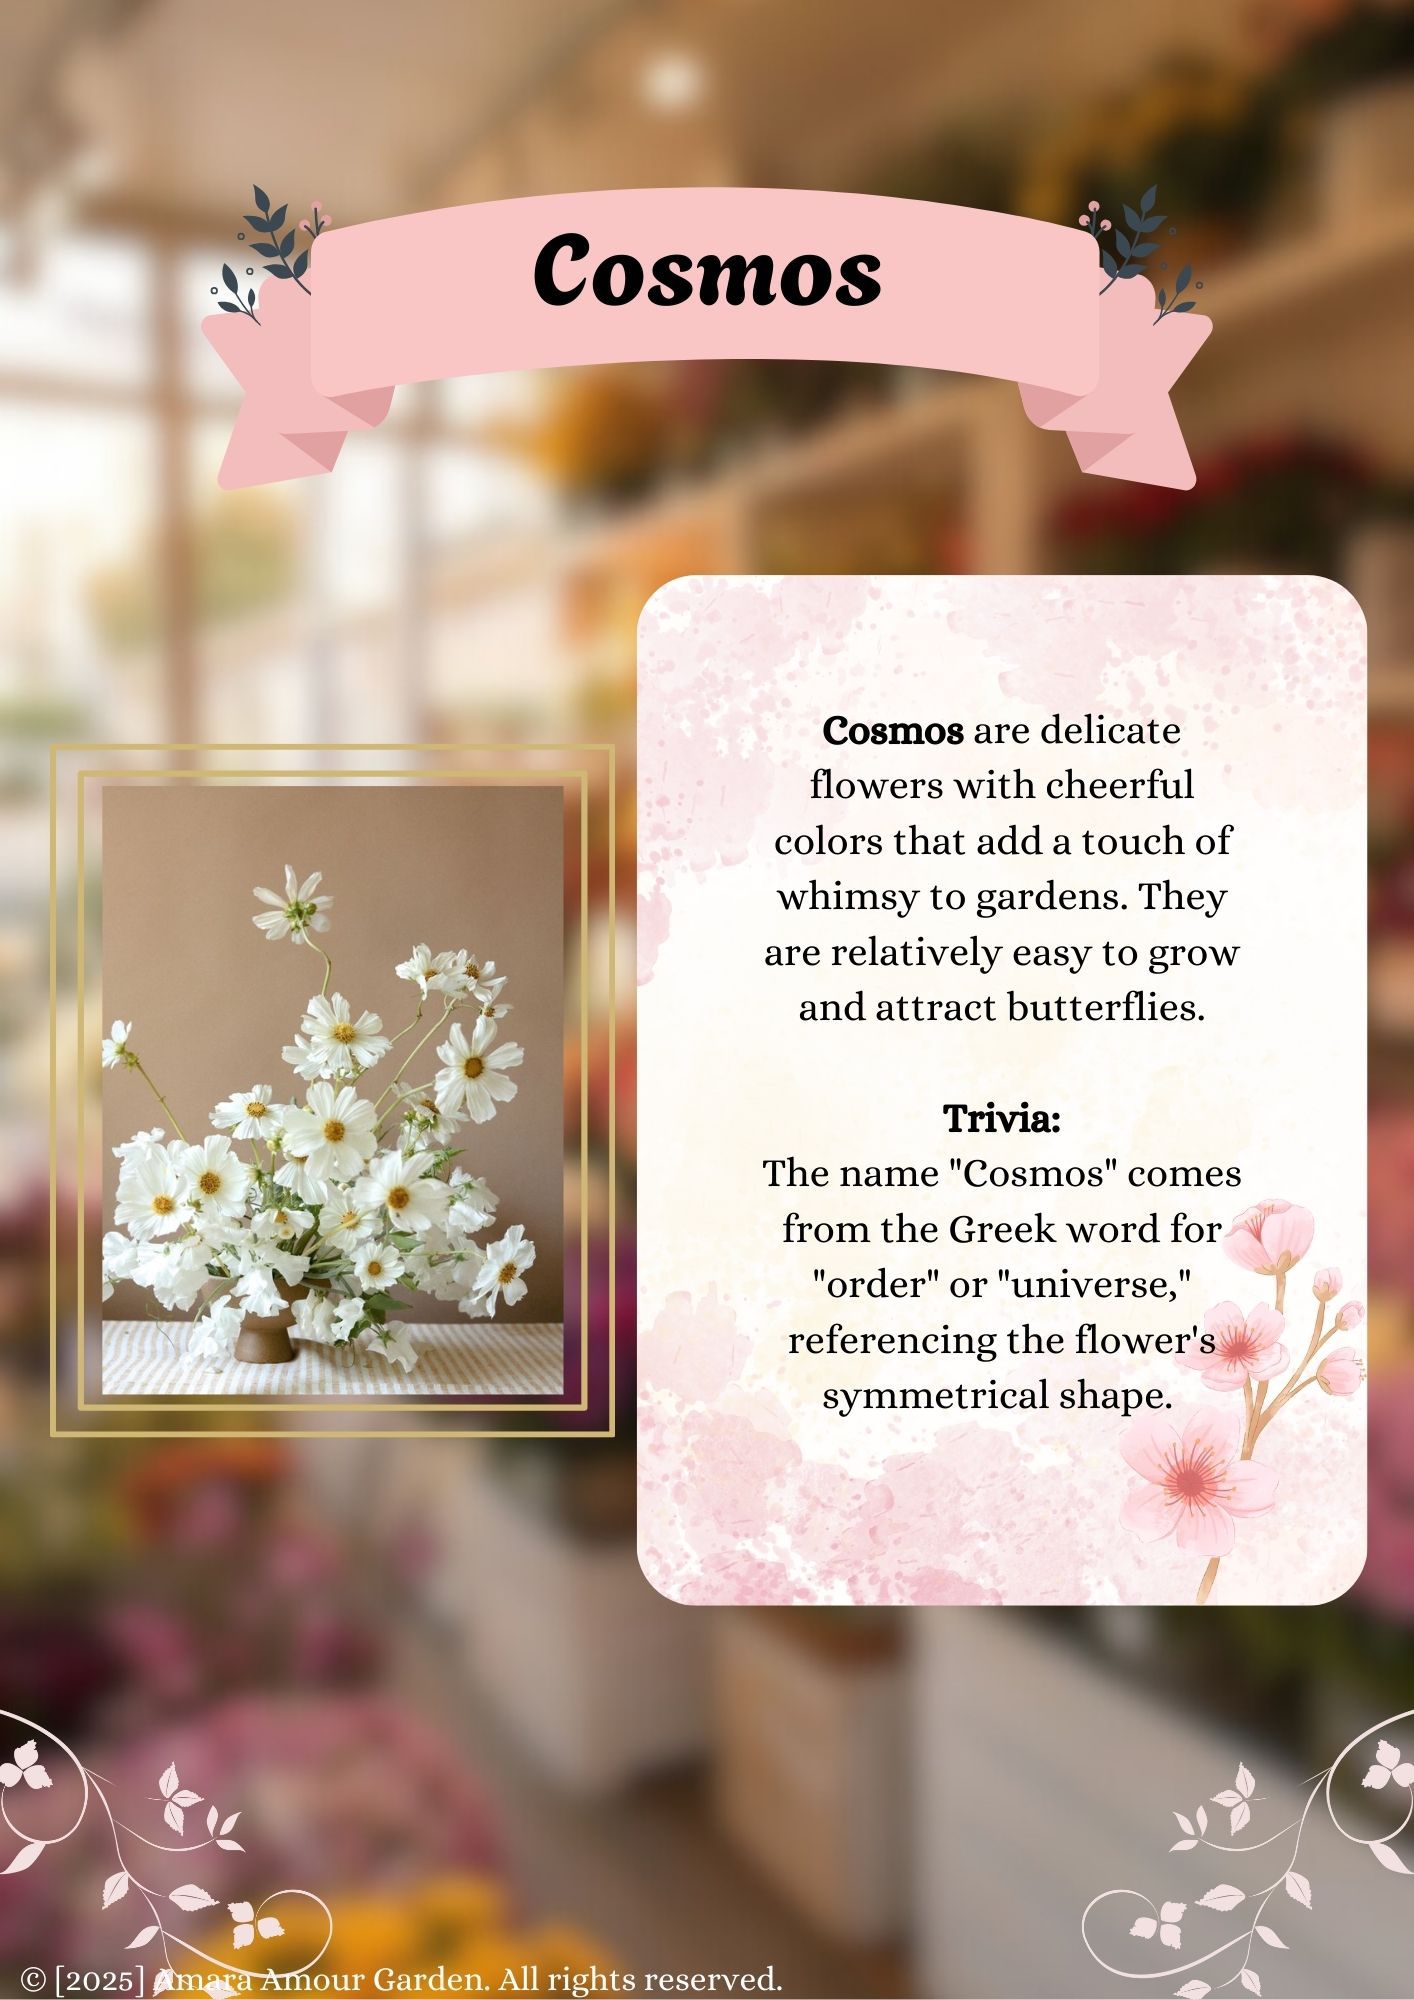 Cosmos
Cosmos are delicate
flowers with cheerful
colors that add a touch of
whimsy to gardens. They
are relatively easy to grow
and attract butterflies.
Trivia:
The name "Cosmos" comes
from the Greek word for
"order" or "universe,"
referencing the flower's
symmetrical shape.
© [2025] Amara Amour Garden. All rights reserved.